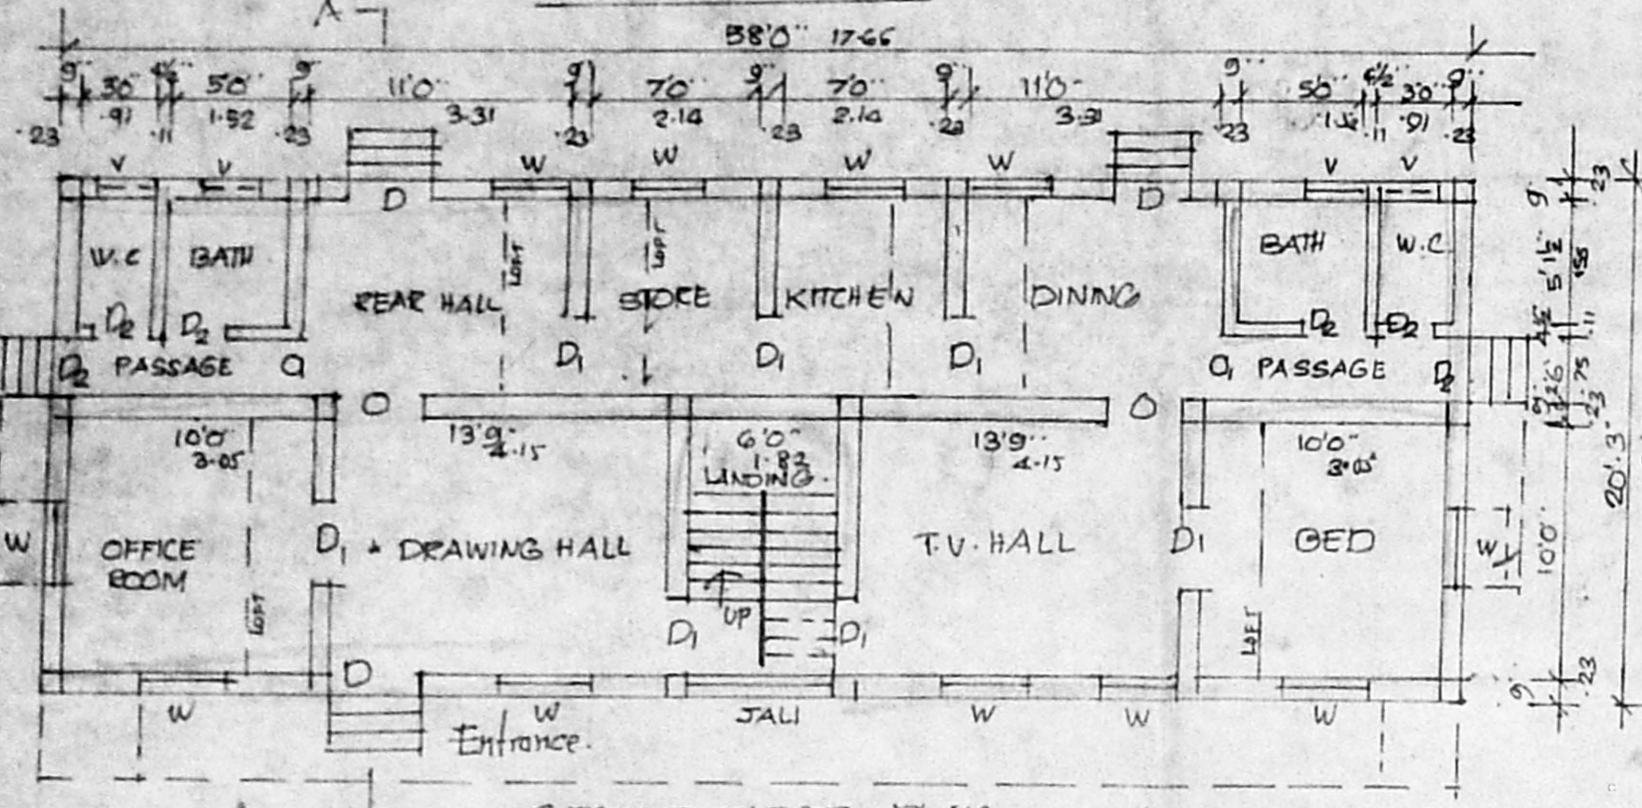 A
58'0" 17.66
9" 3'0" 4½" 5'0" 9" 11'0" 9" 7'0" 9" 7'0" 9" 11'0" 9" 5'0" 4½" 3'0" 9"
.23 .91 .11 1.52 .23 3.31 .23 2.14 .23 2.14 .23 3.31 .23 .11 .91 .23
V V W W W W V V
D D
.23
9"
W.C BATH LOFT LOFT BATH W.C
5'1½" 1.55
REAR HALL STORE KITCHEN DINING
D2 D2 D2 D2
4½" .11
D2 PASSAGE O1 D1 D1 D1 O1 PASSAGE D2
2'6" .75
O O
9" .23
10'0" 13'9" 6'0" 13'9" 10'0"
3.05 4.15 1.82 4.15 3.05
LANDING
20'.3"
W OFFICE D1 DRAWING HALL T.V. HALL D1 BED W
ROOM
10'0"
LOFT UP LOFT
D1 D1
D
9" .23
W W JALI W W W
Entrance.